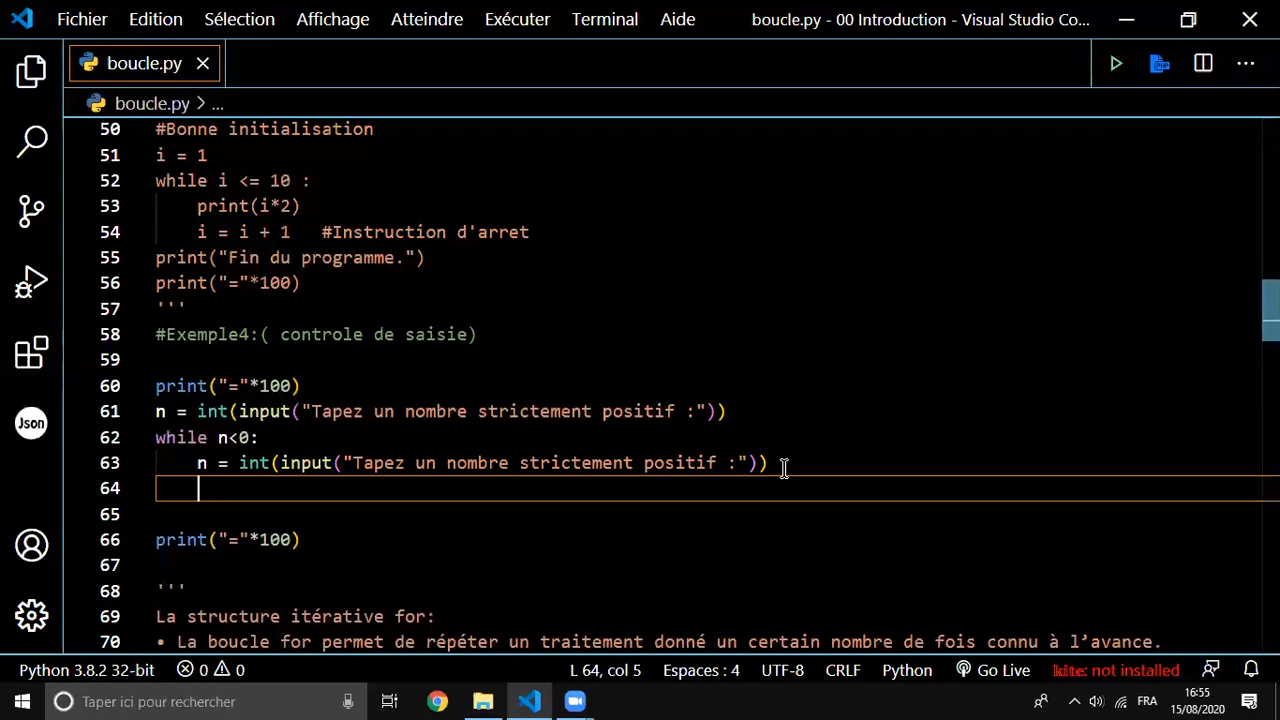 Fichier Edition Sélection Affichage Atteindre Exécuter Terminal Aide boucle.py - 00 Introduction - Visual Studio Co...
boucle.py
boucle.py > ...
50 #Bonne initialisation
51 i = 1
52 while i <= 10 :
53 print(i*2)
54 i = i + 1 #Instruction d'arret
55 print("Fin du programme.")
56 print("="*100)
57 '''
58 #Exemple4:( controle de saisie)
59
60 print("="*100)
61 n = int(input("Tapez un nombre strictement positif :"))
62 while n<0:
63 n = int(input("Tapez un nombre strictement positif :"))
64
65
66 print("="*100)
67
68 '''
69 La structure itérative for:
70 • La boucle for permet de répéter un traitement donné un certain nombre de fois connu à l’avance.
Json
Python 3.8.2 32-bit 0 0 L 64, col 5 Espaces : 4 UTF-8 CRLF Python Go Live kite: not installed
Taper ici pour rechercher FRA 16:55
15/08/2020